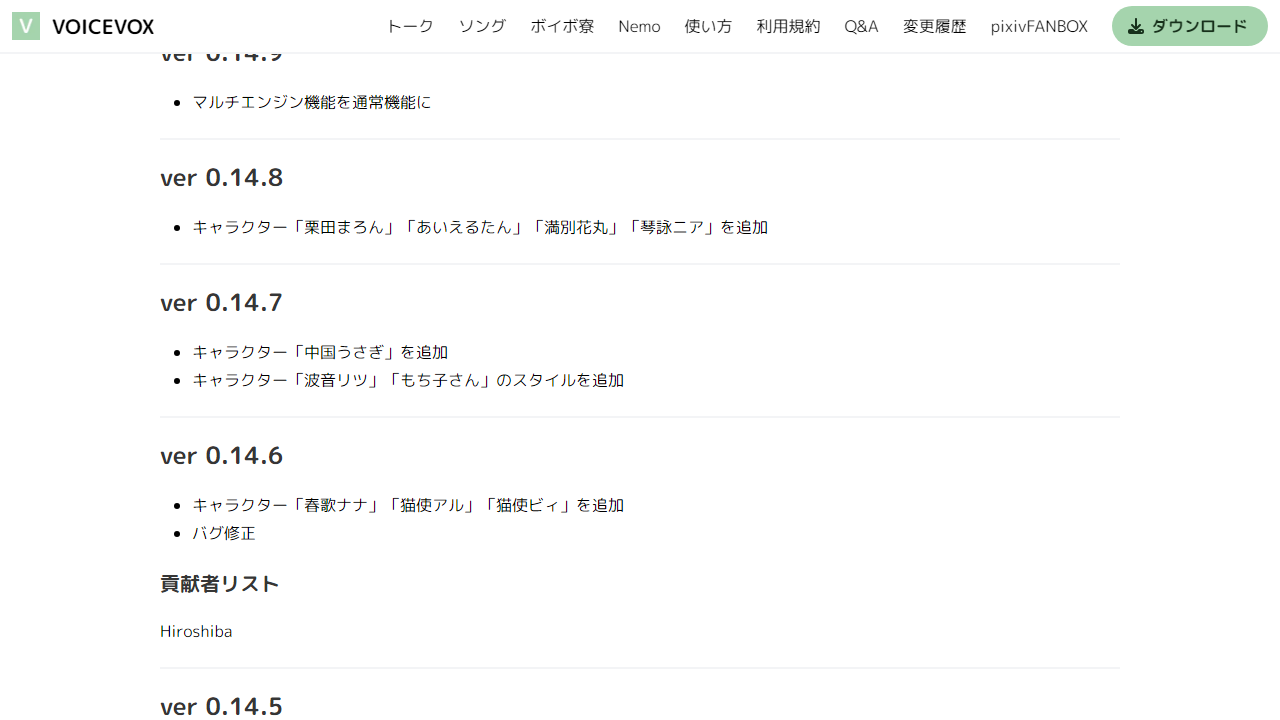 V VOICEVOX トーク ソング ボイボ寮 Nemo 使い方 利用規約 Q&A 変更履歴 pixivFANBOX ダウンロード
ver 0.14.9
マルチエンジン機能を通常機能に
ver 0.14.8
キャラクター「栗田まろん」「あいえるたん」「満別花丸」「琴詠ニア」を追加
ver 0.14.7
キャラクター「中国うさぎ」を追加
キャラクター「波音リツ」「もち子さん」のスタイルを追加
ver 0.14.6
キャラクター「春歌ナナ」「猫使アル」「猫使ビィ」を追加
バグ修正
貢献者リスト
Hiroshiba
ver 0.14.5